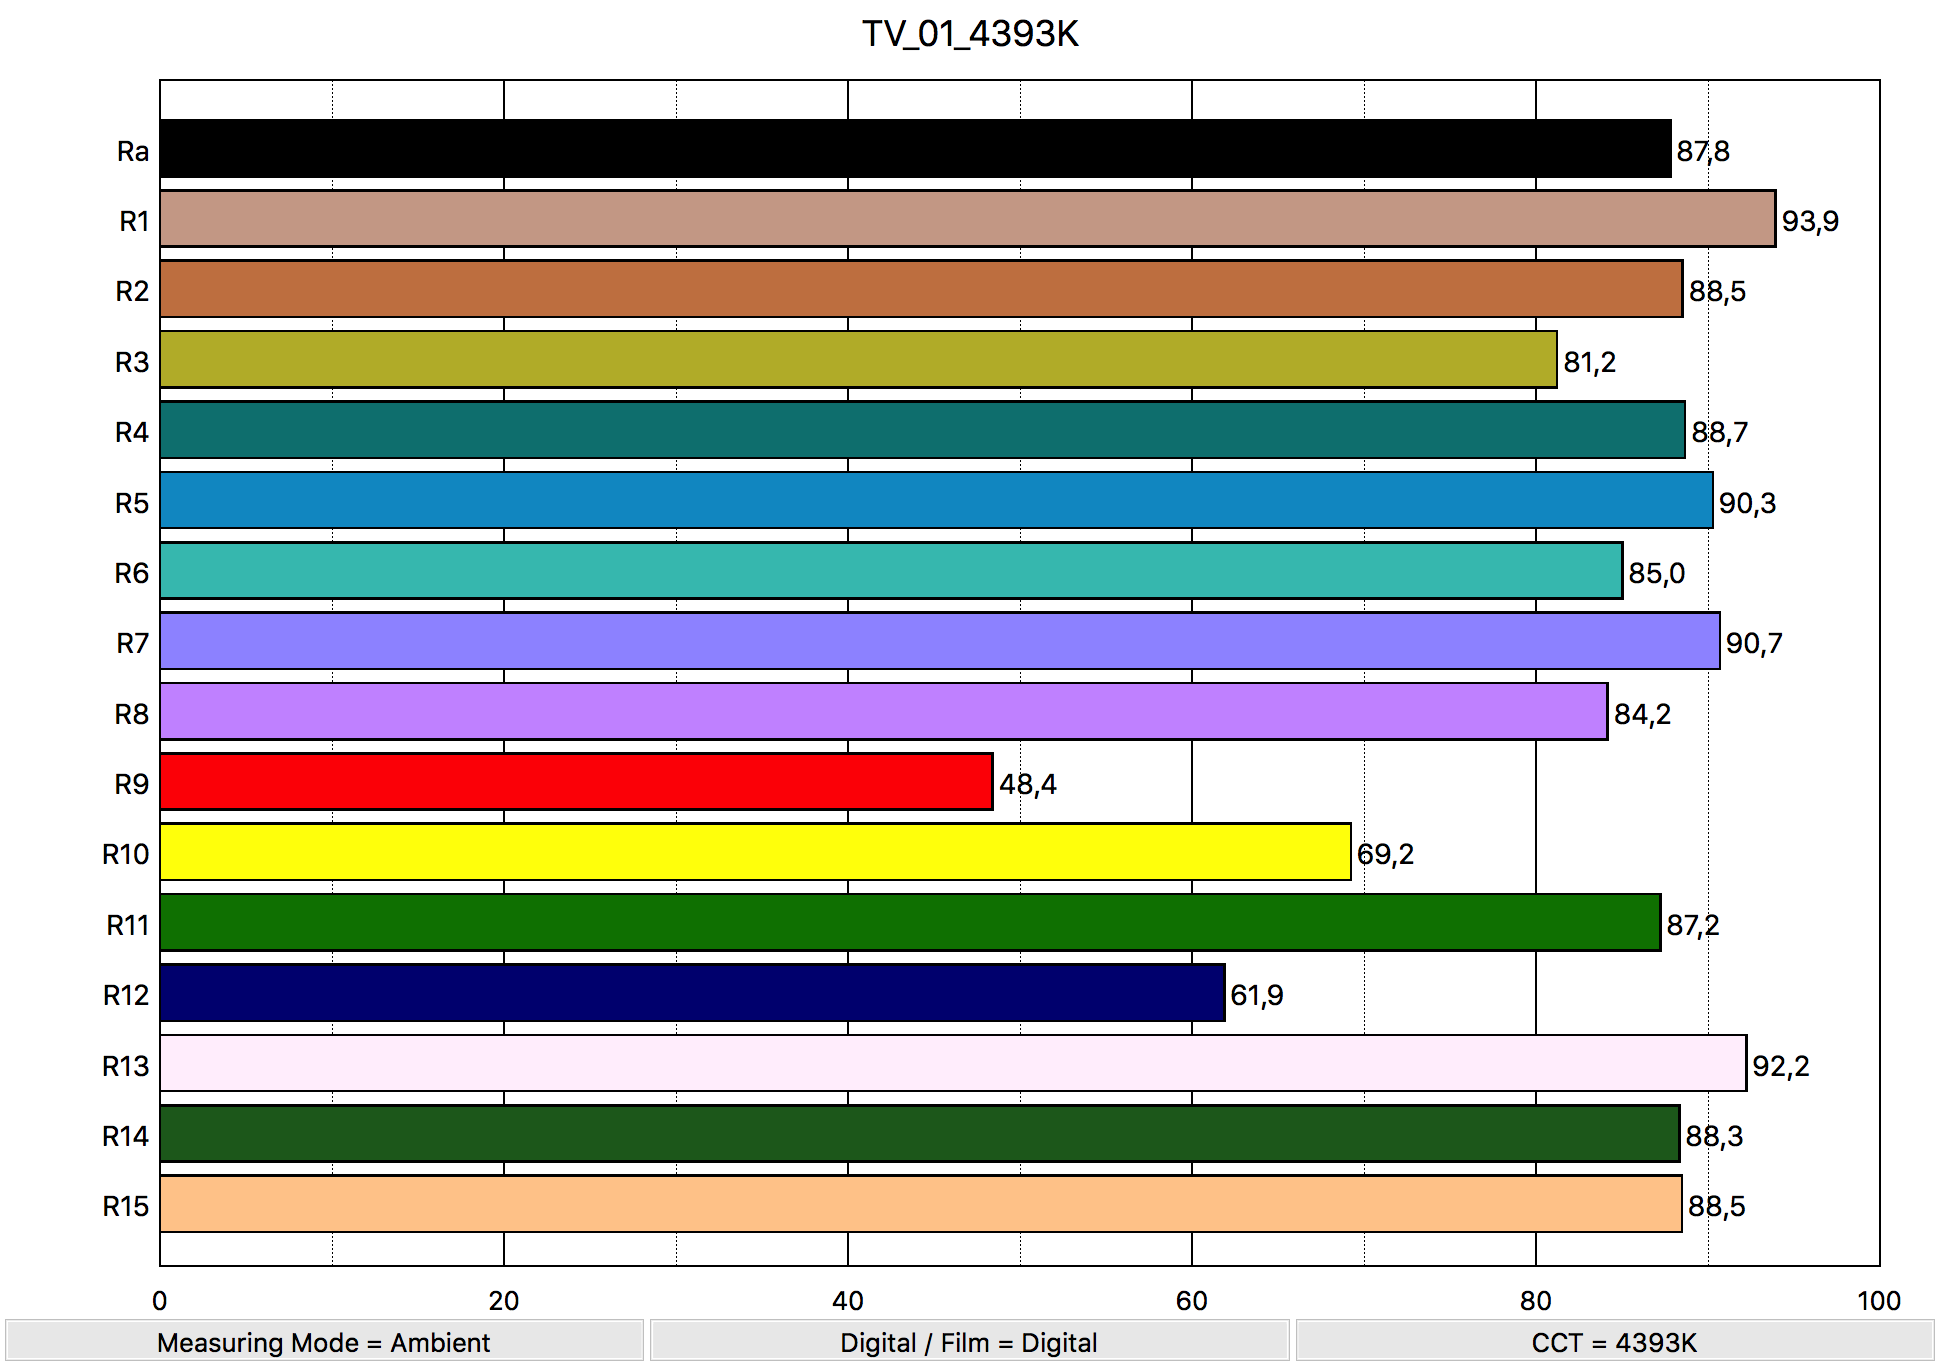 TV_01_4393K
Ra 87,8
R1 93,9
R2 88,5
R3 81,2
R4 88,7
R5 90,3
R6 85,0
R7 90,7
R8 84,2
R9 48,4
R10 69,2
R11 87,2
R12 61,9
R13 92,2
R14 88,3
R15 88,5
0 20 40 60 80 100
Measuring Mode = Ambient Digital / Film = Digital CCT = 4393K